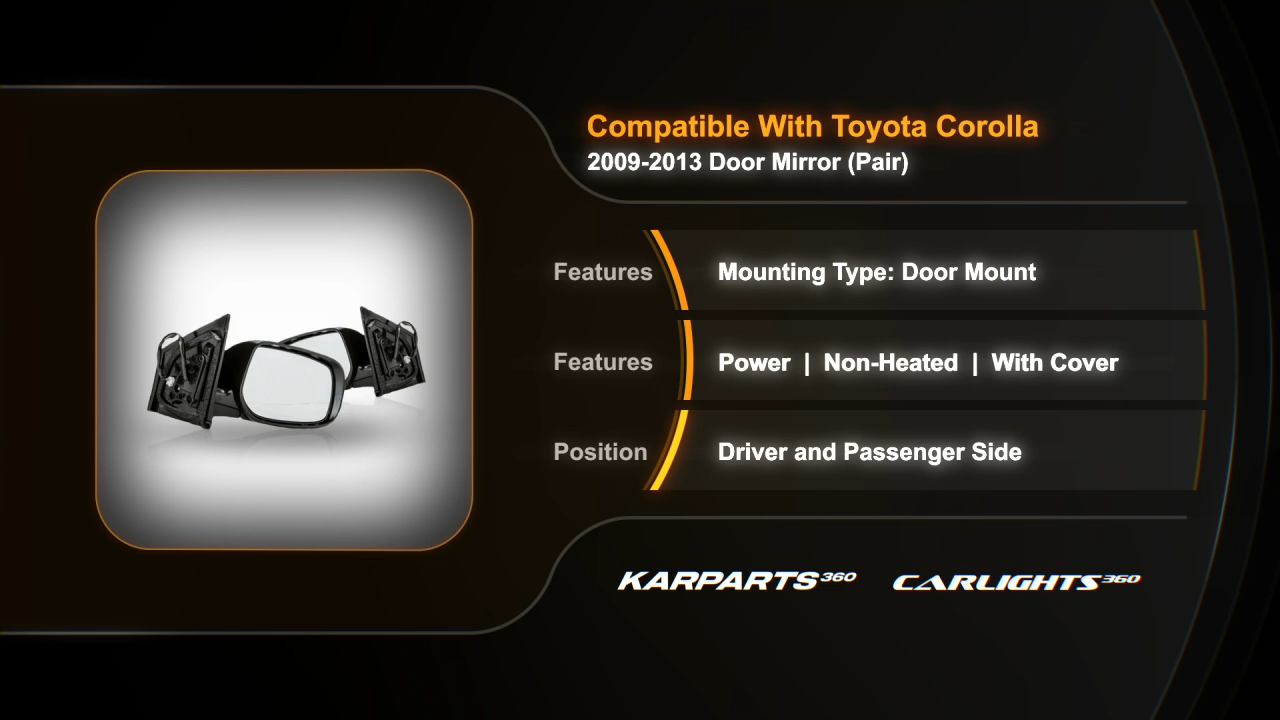 Compatible With Toyota Corolla
2009-2013 Door Mirror (Pair)
Features Mounting Type: Door Mount
Features Power | Non-Heated | With Cover
Position Driver and Passenger Side
KARPARTS360 CARLIGHTS360